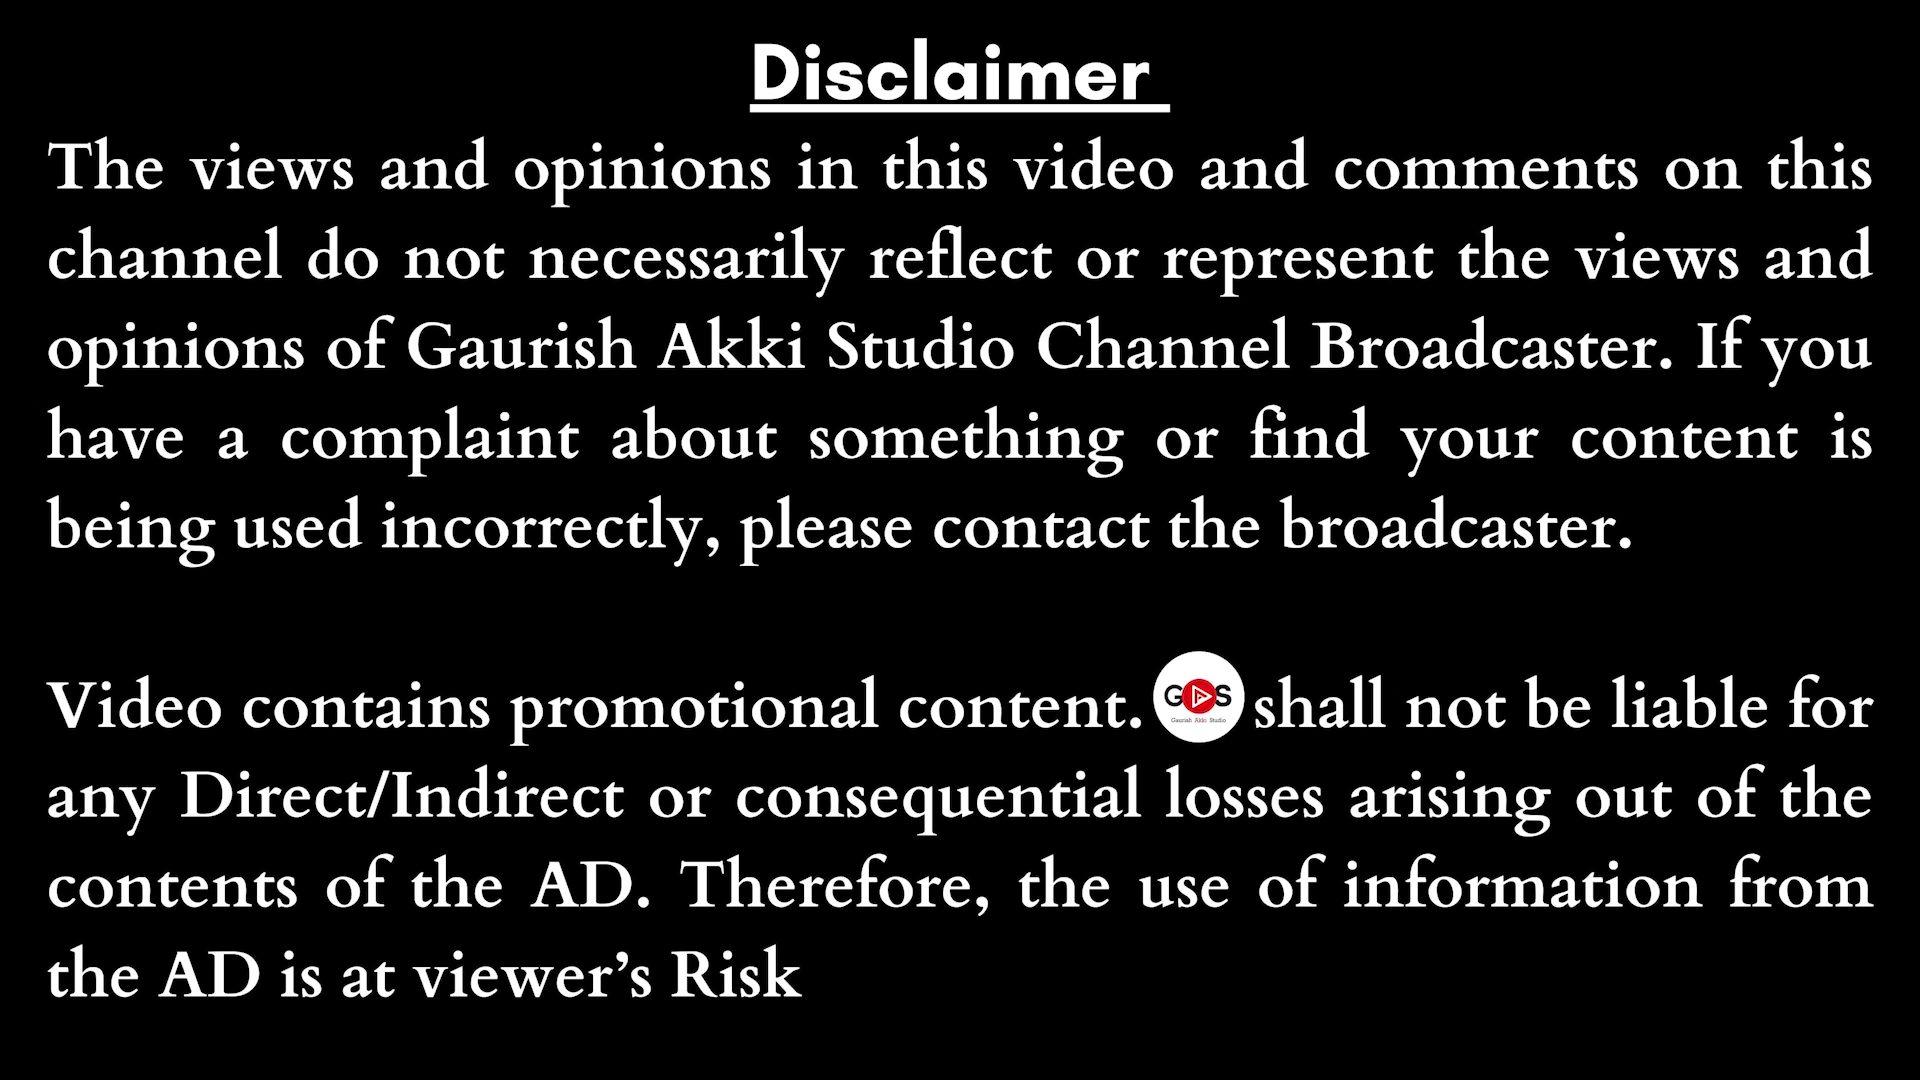 Disclaimer
The views and opinions in this video and comments on this
channel do not necessarily reflect or represent the views and
opinions of Gaurish Akki Studio Channel Broadcaster. If you
have a complaint about something or find your content is
being used incorrectly, please contact the broadcaster.
Video contains promotional content. GAS Gaurish Akki Studio shall not be liable for
any Direct/Indirect or consequential losses arising out of the
contents of the AD. Therefore, the use of information from
the AD is at viewer’s Risk